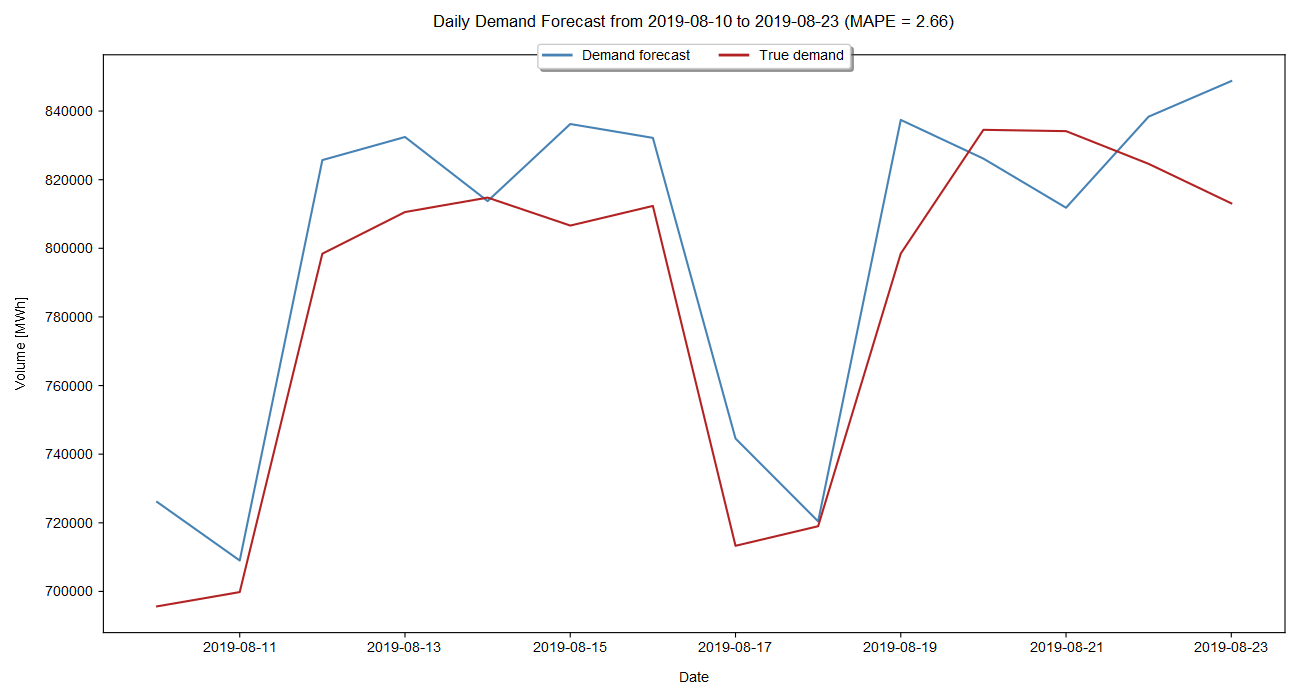 Daily Demand Forecast from 2019-08-10 to 2019-08-23 (MAPE = 2.66)
Demand forecast True demand
840000
820000
800000
780000
760000
740000
720000
700000
Volume [MWh]
2019-08-11 2019-08-13 2019-08-15 2019-08-17 2019-08-19 2019-08-21 2019-08-23
Date